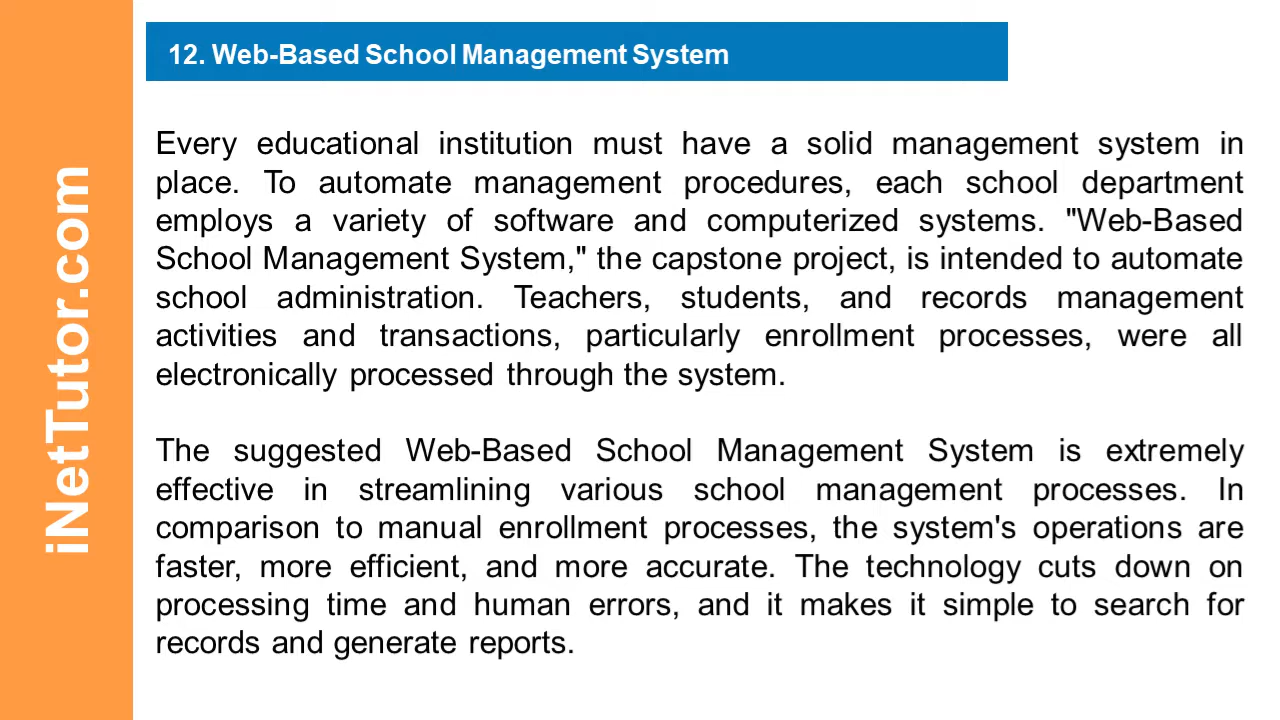 12. Web-Based School Management System
Every educational institution must have a solid management system in
place. To automate management procedures, each school department
employs a variety of software and computerized systems. "Web-Based
School Management System," the capstone project, is intended to automate
school administration. Teachers, students, and records management
activities and transactions, particularly enrollment processes, were all
electronically processed through the system.
The suggested Web-Based School Management System is extremely
effective in streamlining various school management processes. In
comparison to manual enrollment processes, the system's operations are
faster, more efficient, and more accurate. The technology cuts down on
processing time and human errors, and it makes it simple to search for
records and generate reports.
iNetTutor.com